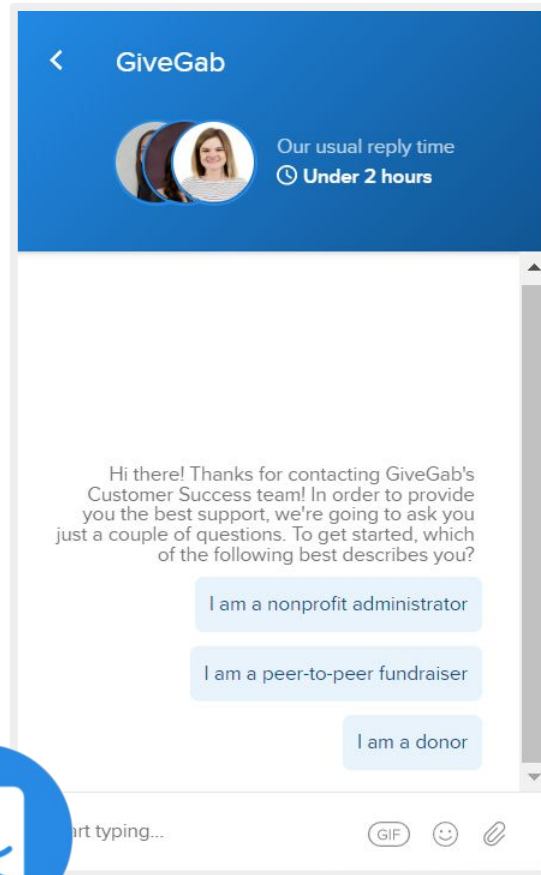 GiveGab
Our usual reply time
Under 2 hours
Hi there! Thanks for contacting GiveGab's
Customer Success team! In order to provide
you the best support, we're going to ask you
just a couple of questions. To get started, which
of the following best describes you?
I am a nonprofit administrator
I am a peer-to-peer fundraiser
I am a donor
art typing...
GIF